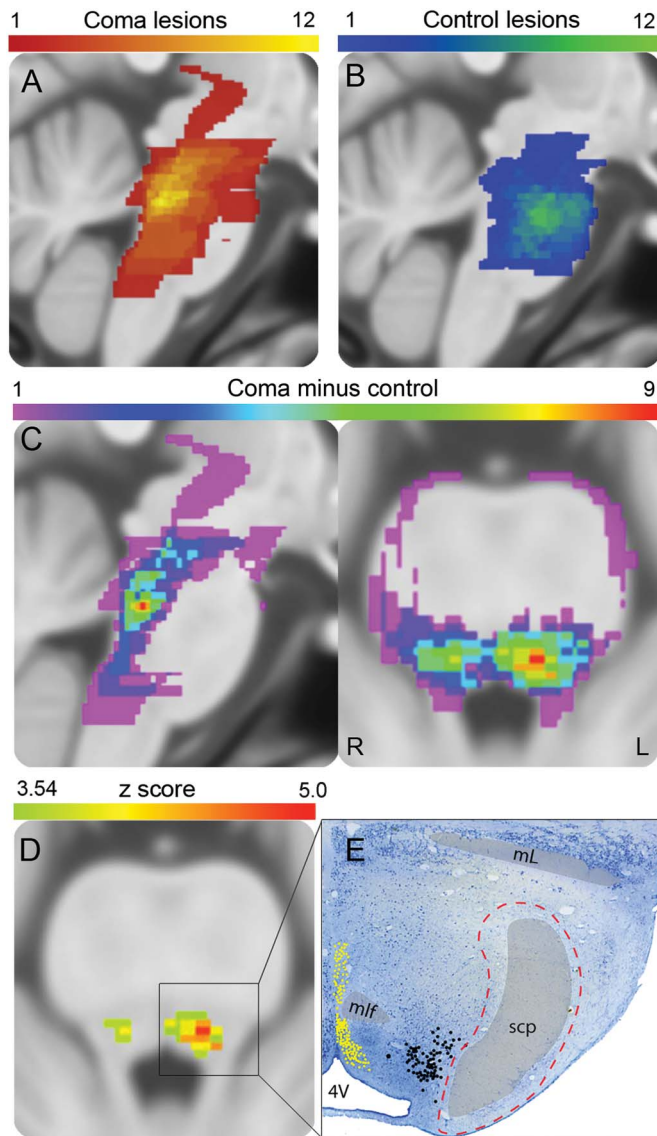 1 Coma lesions 12
1 Control lesions 12
A
B
1 Coma minus control 9
C
R
L
3.54 z score 5.0
D
E
mL
mlf
scp
4V